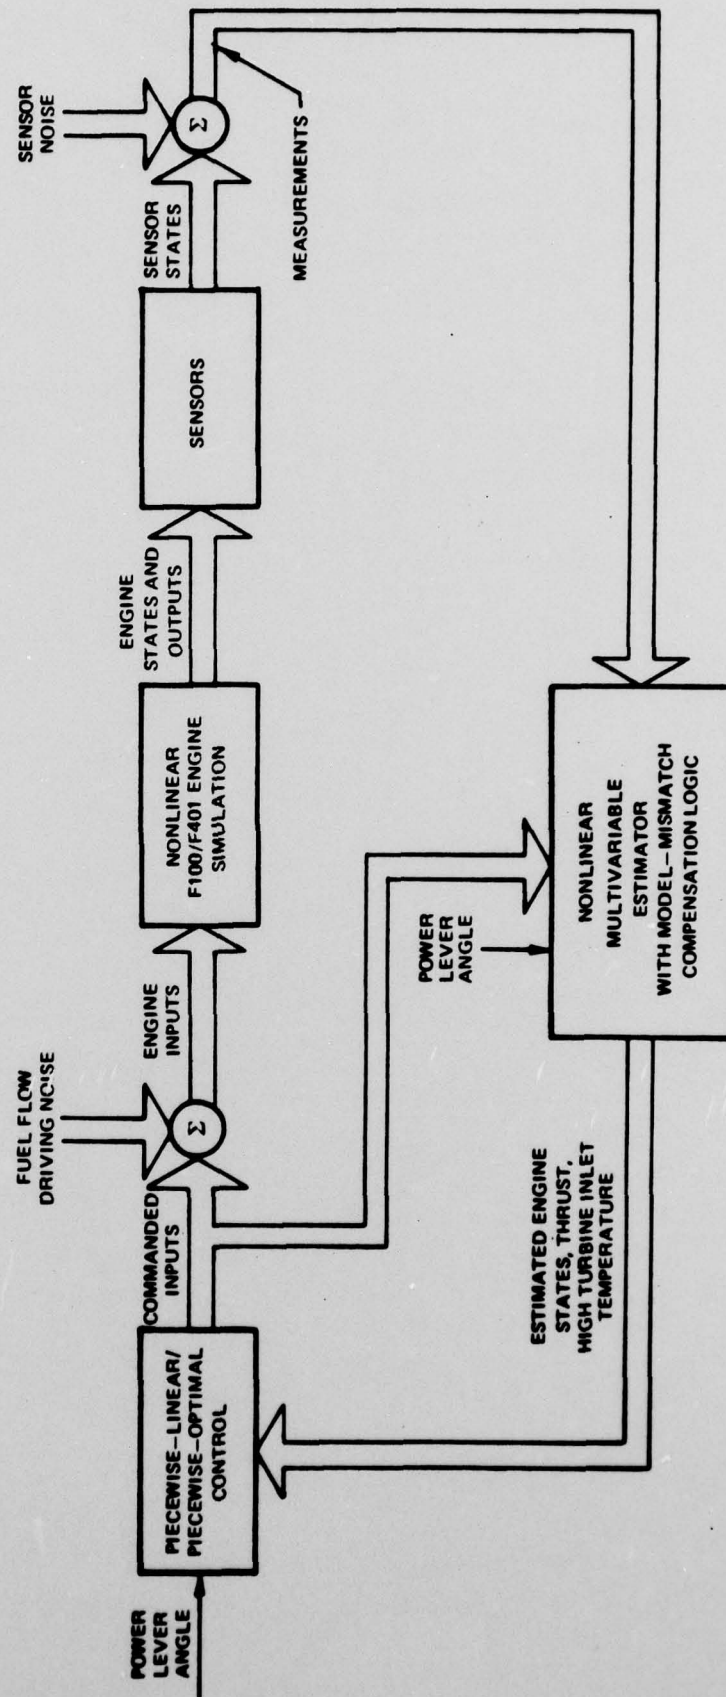 POWER
LEVER
ANGLE
PIECEWISE-LINEAR/
PIECEWISE-OPTIMAL
CONTROL
COMMANDED
INPUTS
FUEL FLOW
DRIVING NOISE
Σ
ENGINE
INPUTS
NONLINEAR
F100/F401 ENGINE
SIMULATION
ENGINE
STATES AND
OUTPUTS
SENSORS
SENSOR
STATES
SENSOR
NOISE
Σ
MEASUREMENTS
POWER
LEVER
ANGLE
NONLINEAR
MULTIVARIABLE
ESTIMATOR
WITH MODEL-MISMATCH
COMPENSATION LOGIC
ESTIMATED ENGINE
STATES, THRUST,
HIGH TURBINE INLET
TEMPERATURE